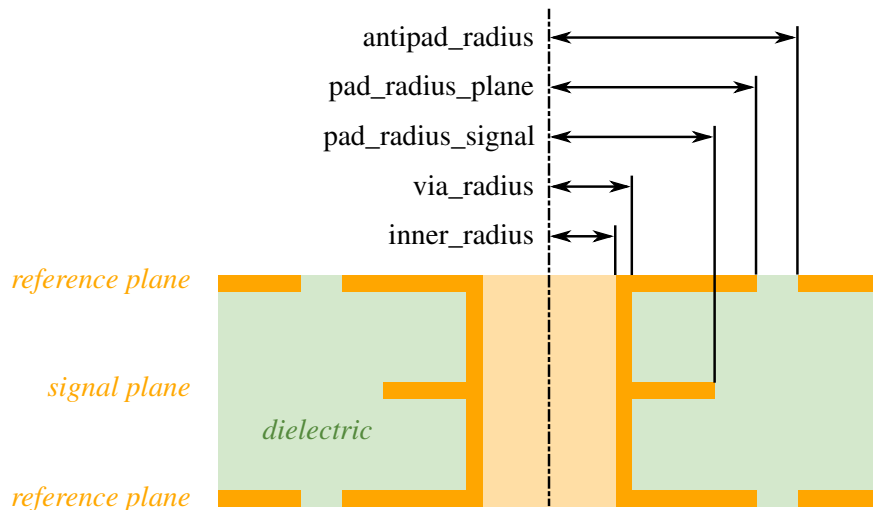 antipad_radius
pad_radius_plane
pad_radius_signal
via_radius
inner_radius
reference plane
signal plane
dielectric
reference plane